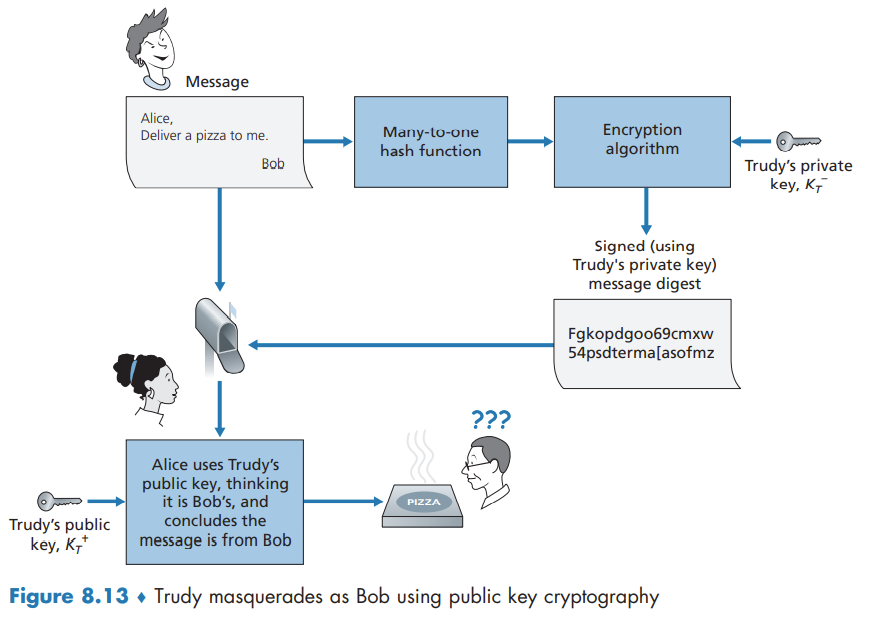 Message
Alice,
Deliver a pizza to me.
Bob
Many-to-one
hash function
Encryption
algorithm
Trudy's private
key, K_T^-
Signed (using
Trudy's private key)
message digest
Fgkopdgoo69cmxw
54psdterma[asofmz
???
Alice uses Trudy's
public key, thinking
it is Bob's, and
concludes the
message is from Bob
PIZZA
Trudy's public
key, K_T^+
Figure 8.13 ♦ Trudy masquerades as Bob using public key cryptography